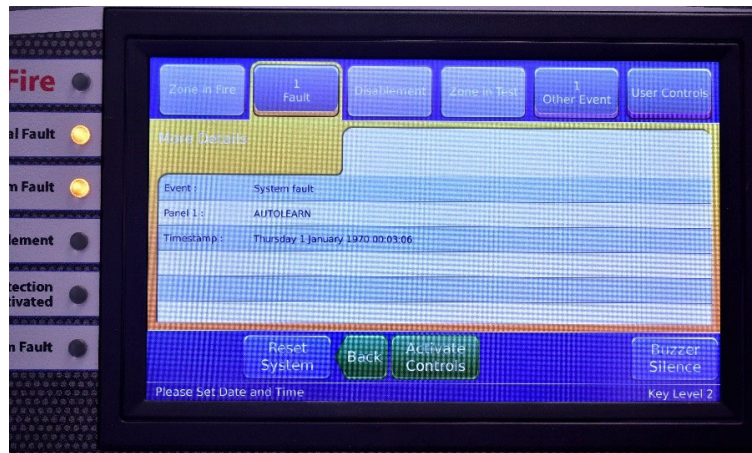 Fire
al Fault
m Fault
lement
tection
tivated
n Fault
Zone in Fire
1
Fault
Disablement
Zone in Test
1
Other Event
User Controls
More Details
Event : System fault
Panel 1 : AUTOLEARN
Timestamp : Thursday 1 January 1970 00:03:06
Reset
System
Back
Activate
Controls
Buzzer
Silence
Please Set Date and Time
Key Level 2